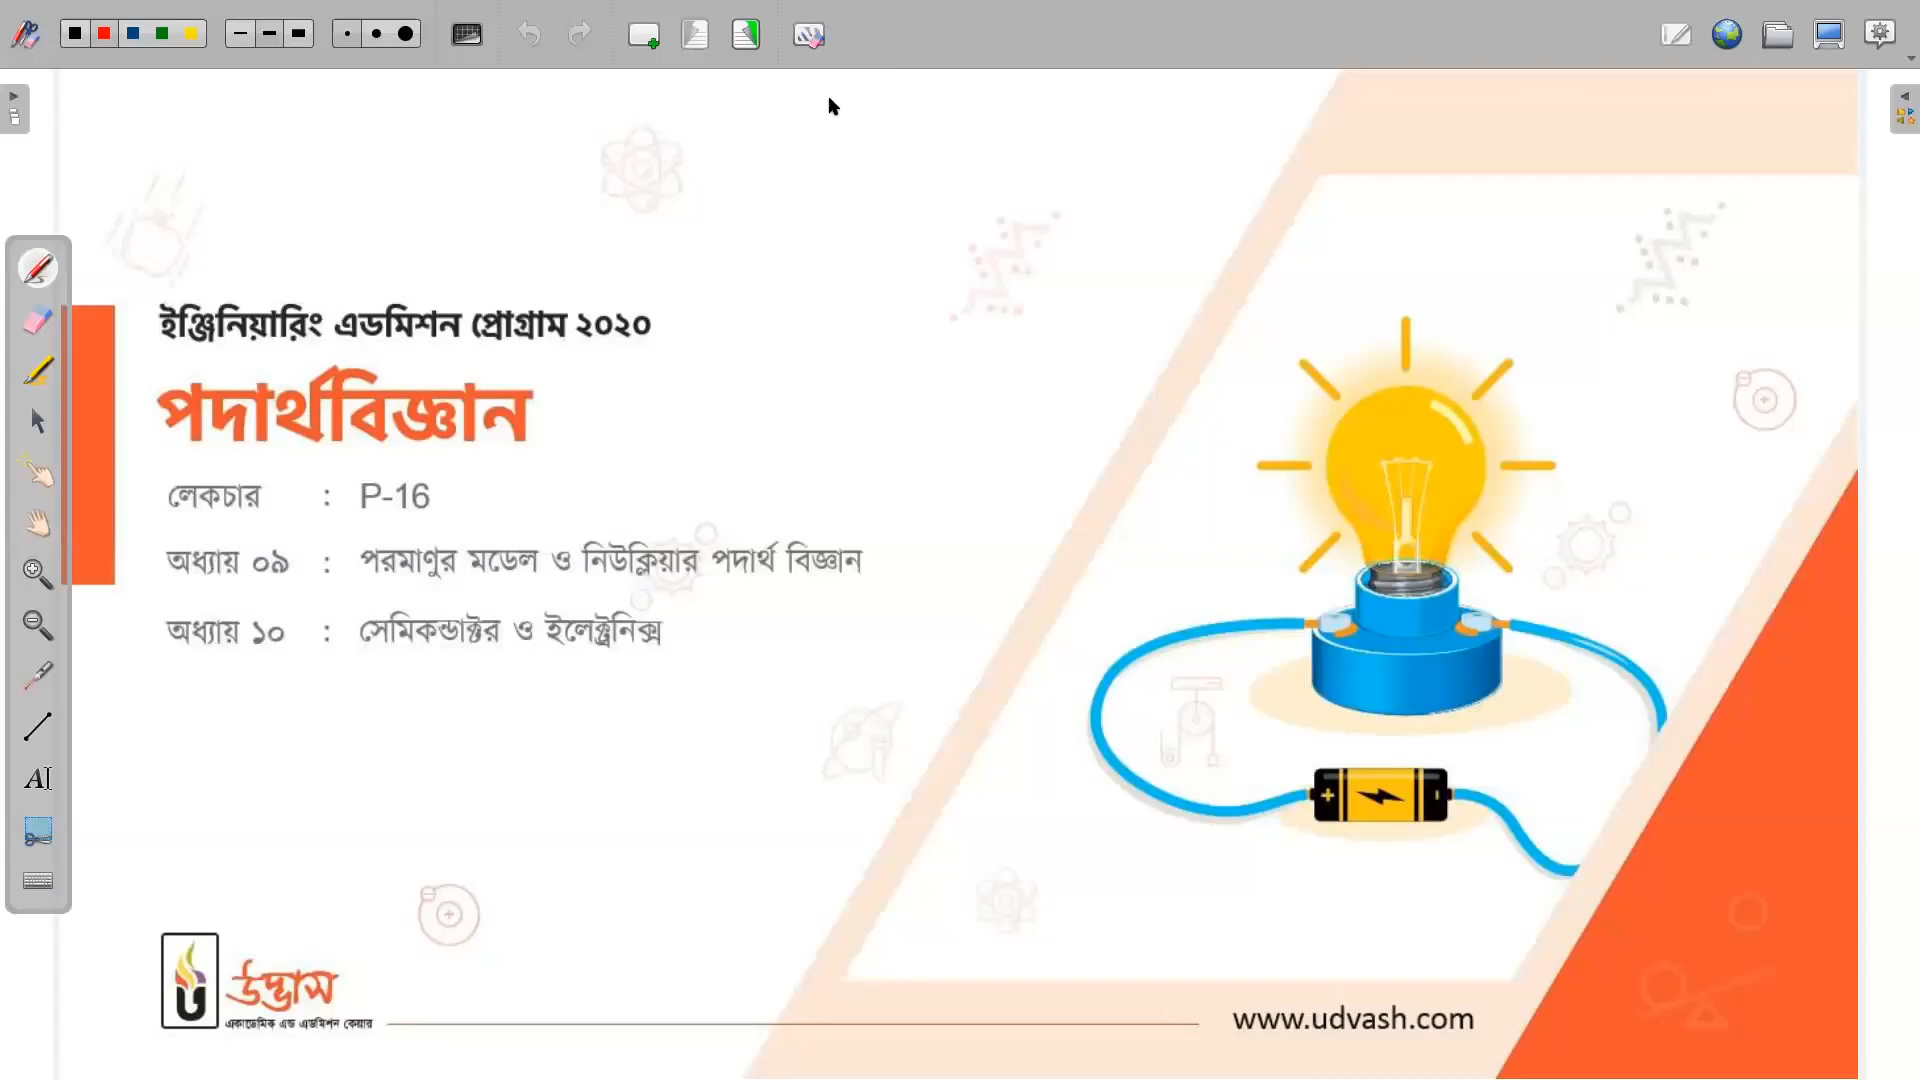 ইঞ্জিনিয়ারিং এডমিশন প্রোগ্রাম ২০২০
পদার্থবিজ্ঞান
লেকচার : P-16
অধ্যায় ০৯ : পরমাণুর মডেল ও নিউক্লিয়ার পদার্থ বিজ্ঞান
অধ্যায় ১০ : সেমিকন্ডাক্টর ও ইলেক্ট্রনিক্স
উদ্ভাস
একাডেমিক এন্ড এডমিশন কেয়ার
www.udvash.com